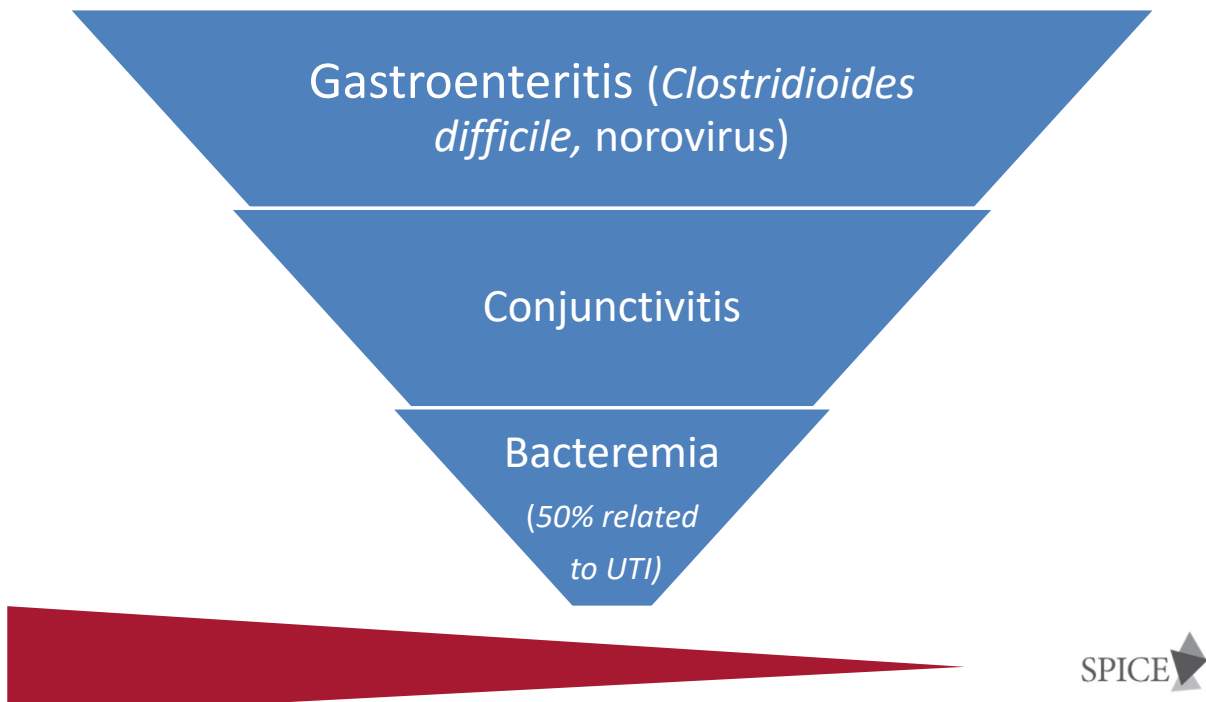 Gastroenteritis (Clostridioides
difficile, norovirus)
Conjunctivitis
Bacteremia
(50% related
to UTI)
SPICE